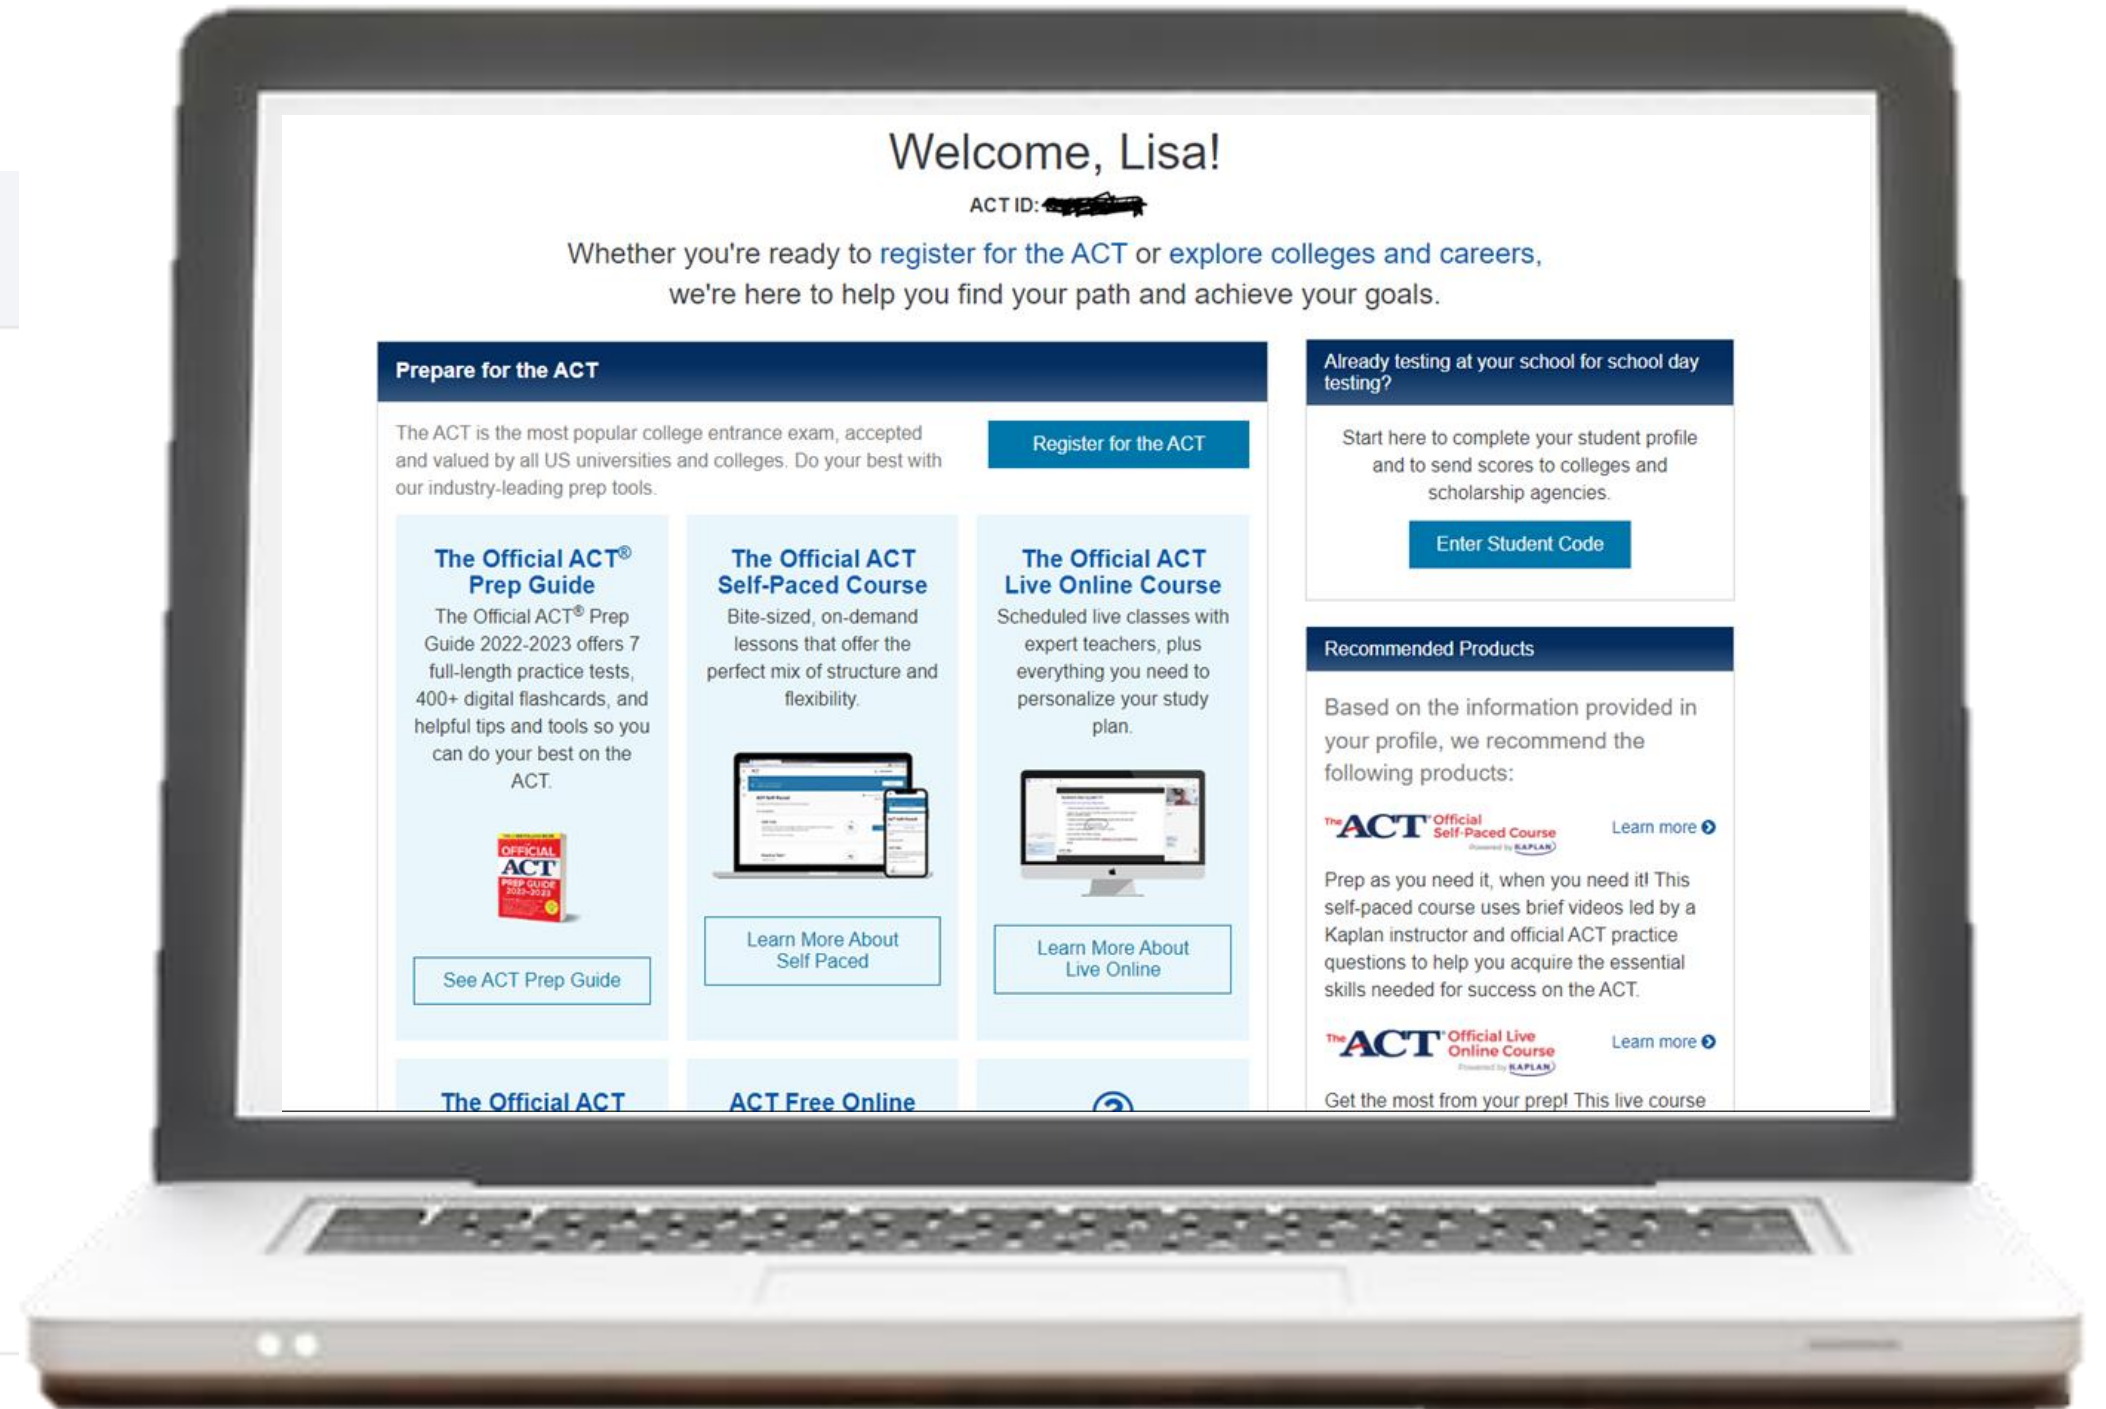 Welcome, Lisa!
ACT ID:
Whether you're ready to register for the ACT or explore colleges and careers,
we're here to help you find your path and achieve your goals.
Prepare for the ACT
The ACT is the most popular college entrance exam, accepted
and valued by all US universities and colleges. Do your best with
our industry-leading prep tools.
Register for the ACT
The Official ACT®
Prep Guide
The Official ACT® Prep
Guide 2022-2023 offers 7
full-length practice tests,
400+ digital flashcards, and
helpful tips and tools so you
can do your best on the
ACT.
OFFICIAL
ACT
PREP GUIDE
2022-2023
See ACT Prep Guide
The Official ACT
Self-Paced Course
Bite-sized, on-demand
lessons that offer the
perfect mix of structure and
flexibility.
Learn More About
Self Paced
The Official ACT
Live Online Course
Scheduled live classes with
expert teachers, plus
everything you need to
personalize your study
plan.
Learn More About
Live Online
The Official ACT
ACT Free Online
Already testing at your school for school day
testing?
Start here to complete your student profile
and to send scores to colleges and
scholarship agencies.
Enter Student Code
Recommended Products
Based on the information provided in
your profile, we recommend the
following products:
The ACT® Official
Self-Paced Course
Powered by KAPLAN
Learn more
Prep as you need it, when you need it! This
self-paced course uses brief videos led by a
Kaplan instructor and official ACT practice
questions to help you acquire the essential
skills needed for success on the ACT.
The ACT® Official Live
Online Course
Powered by KAPLAN
Learn more
Get the most from your prep! This live course